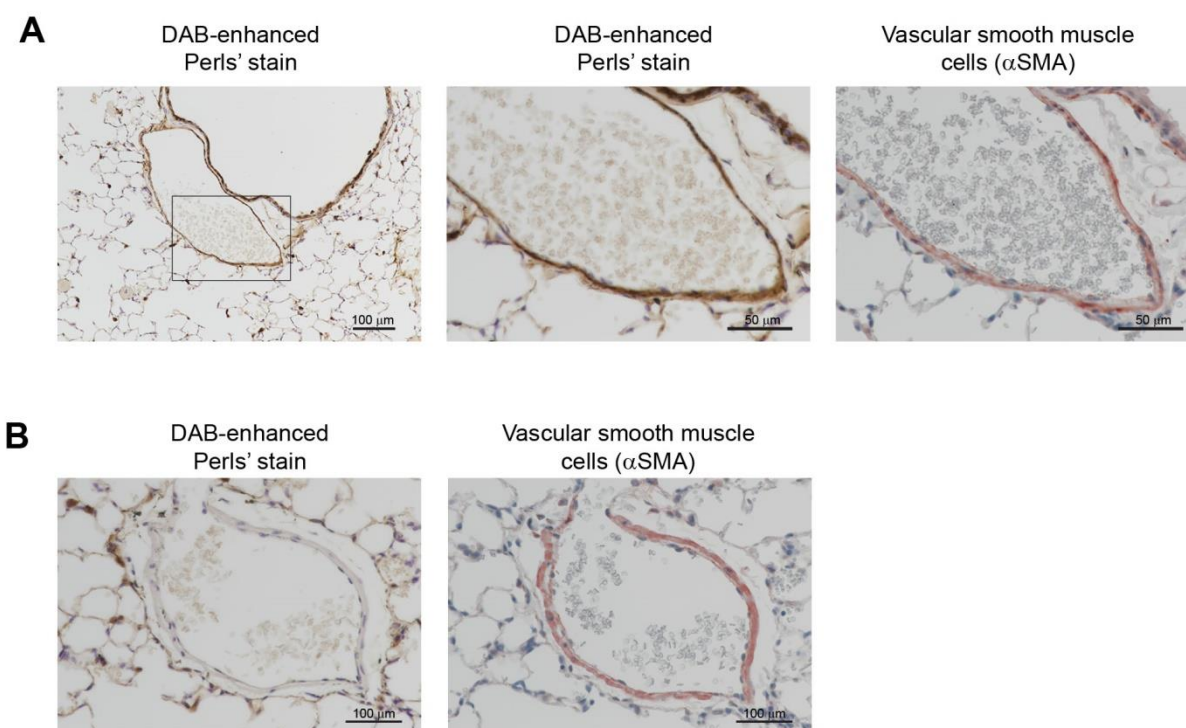 A
DAB-enhanced
Perls’ stain
DAB-enhanced
Perls’ stain
Vascular smooth muscle
cells (αSMA)
100 μm
50 μm
50 μm
B
DAB-enhanced
Perls’ stain
Vascular smooth muscle
cells (αSMA)
100 μm
100 μm